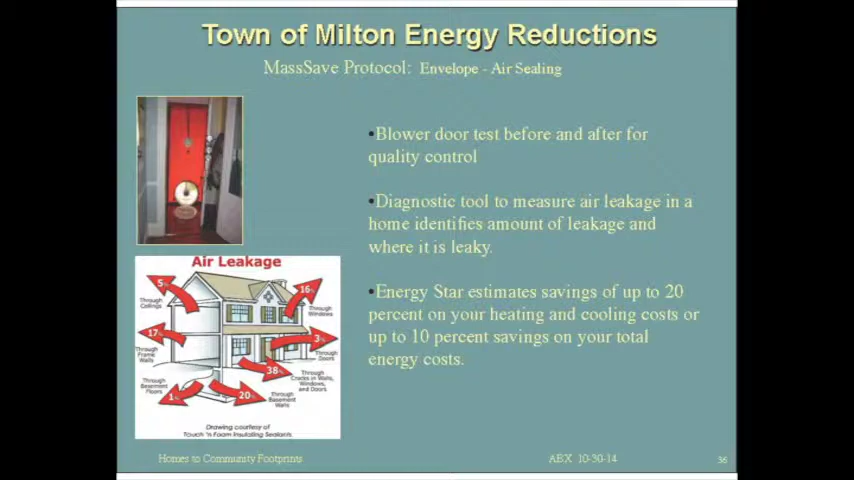 Town of Milton Energy Reductions
MassSave Protocol: Envelope - Air Sealing
•Blower door test before and after for
quality control
•Diagnostic tool to measure air leakage in a
home identifies amount of leakage and
where it is leaky.
•Energy Star estimates savings of up to 20
percent on your heating and cooling costs or
up to 10 percent savings on your total
energy costs.
Air Leakage
5%
Through
Ceilings
16%
Through
Windows
17%
Through
Frame
Walls
3%
Through
Doors
38%
Through
Cracks in Walls,
Windows,
and Doors
Through
Basement
Floors
1%
20%
Through
Basement
Walls
Drawing courtesy of
Touch 'n Foam Insulating Sealants
Homes to Community Footprints
ABX 10-30-14
36